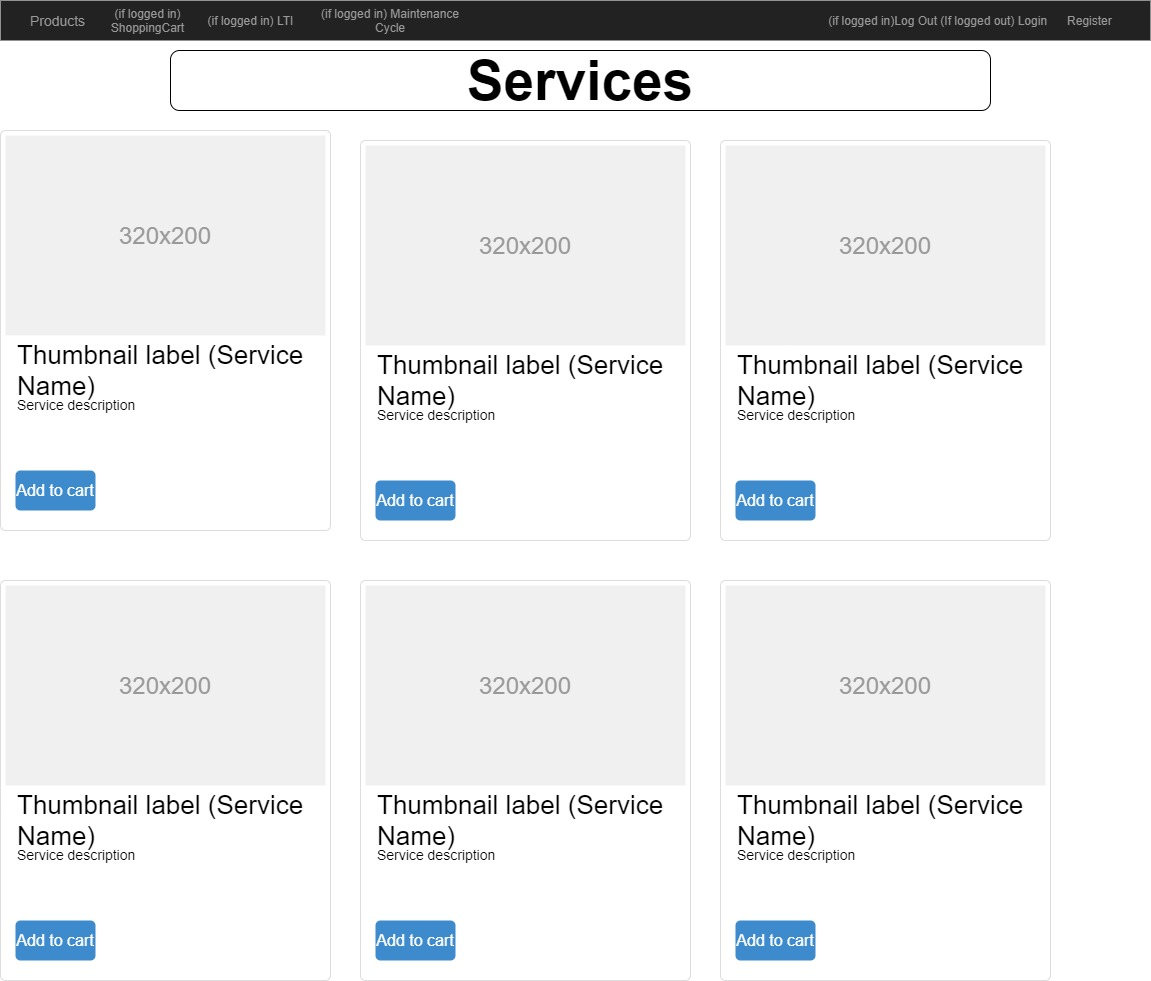 Products
(if logged in)
ShoppingCart
(if logged in) LTI
(if logged in) Maintenance
Cycle
(if logged in)Log Out (If logged out) Login
Register
Services
320x200
320x200
320x200
Thumbnail label (Service
Name)
Service description
Thumbnail label (Service
Name)
Service description
Thumbnail label (Service
Name)
Service description
Add to cart
Add to cart
Add to cart
320x200
320x200
320x200
Thumbnail label (Service
Name)
Service description
Thumbnail label (Service
Name)
Service description
Thumbnail label (Service
Name)
Service description
Add to cart
Add to cart
Add to cart